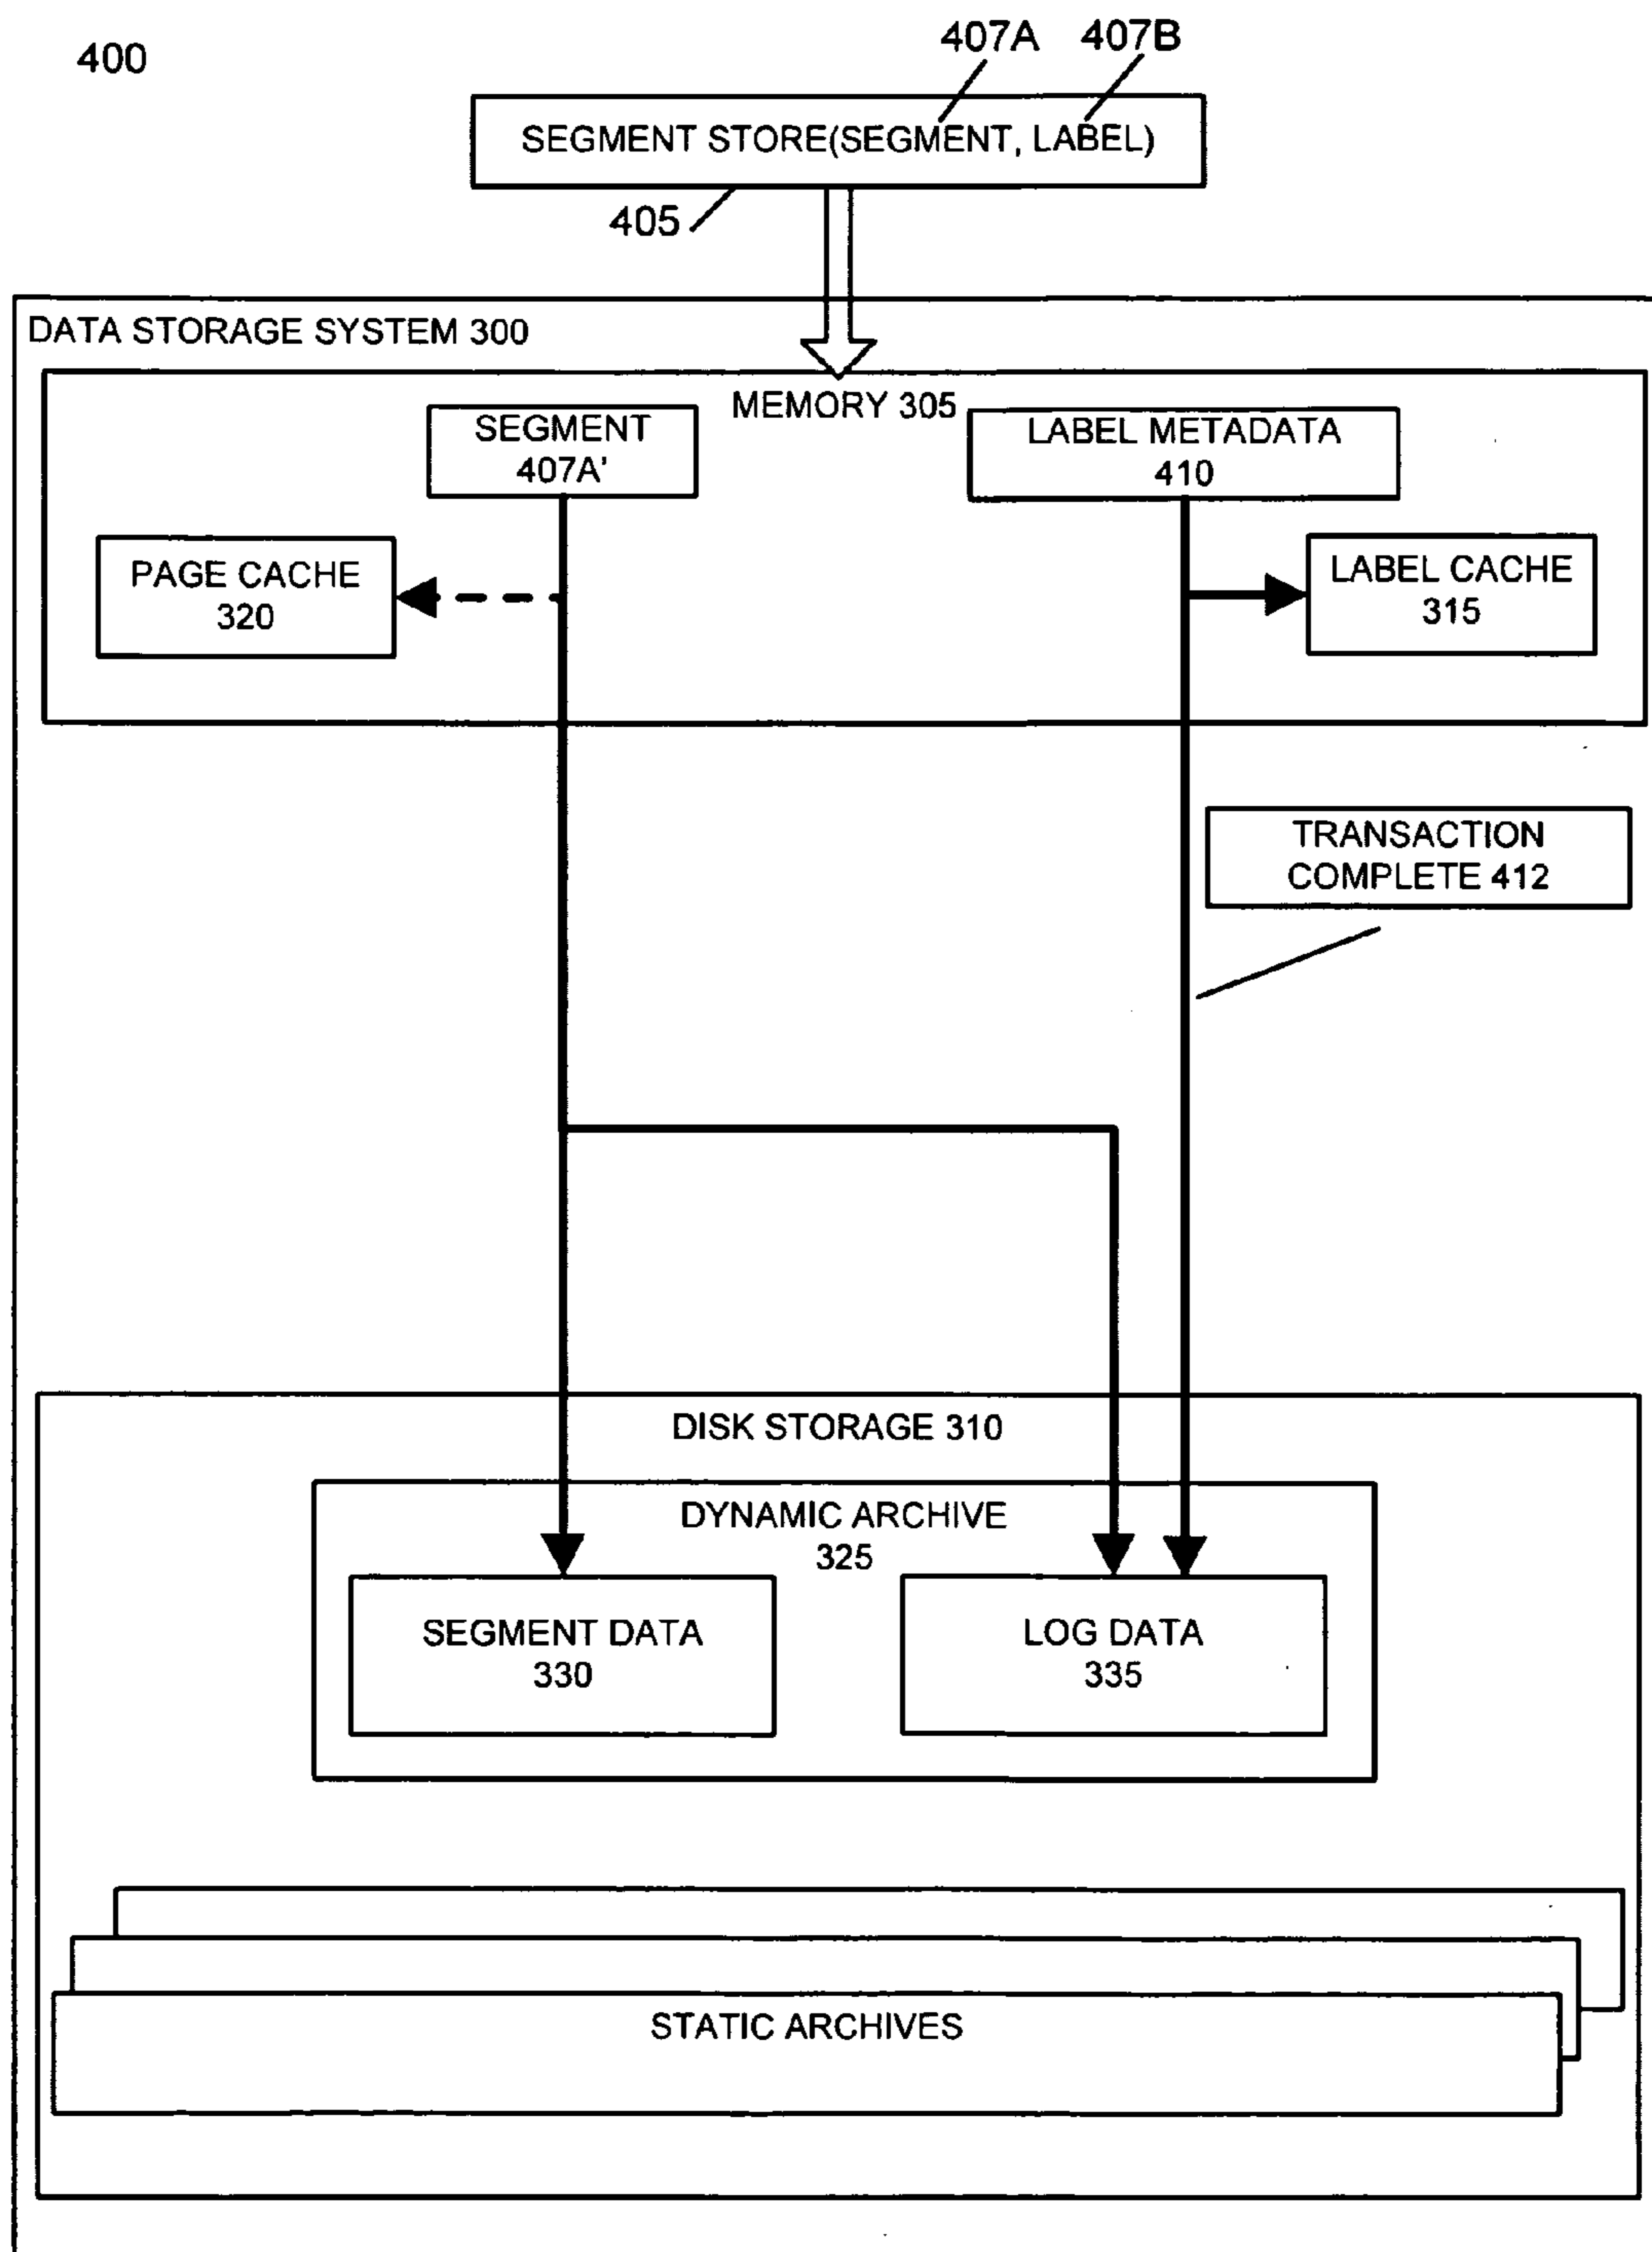 400
407A 407B
SEGMENT STORE(SEGMENT, LABEL)
405
DATA STORAGE SYSTEM 300
MEMORY 305
SEGMENT
407A'
LABEL METADATA
410
PAGE CACHE
320
LABEL CACHE
315
TRANSACTION
COMPLETE 412
DISK STORAGE 310
DYNAMIC ARCHIVE
325
SEGMENT DATA
330
LOG DATA
335
STATIC ARCHIVES